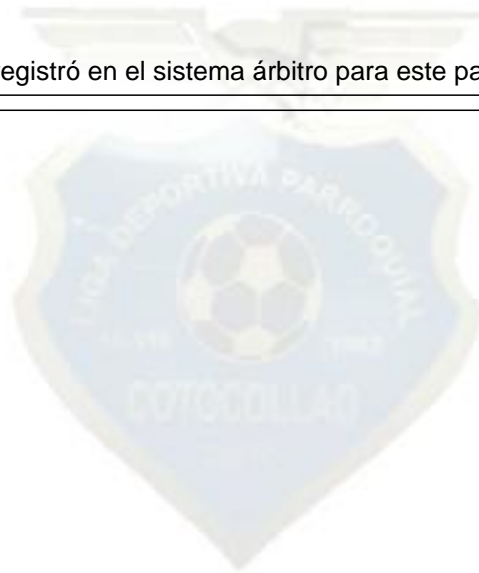 egistró en el sistema árbitro para este pa
LIGA DEPORTIVA PARROQUIAL
COTOCOLLAO